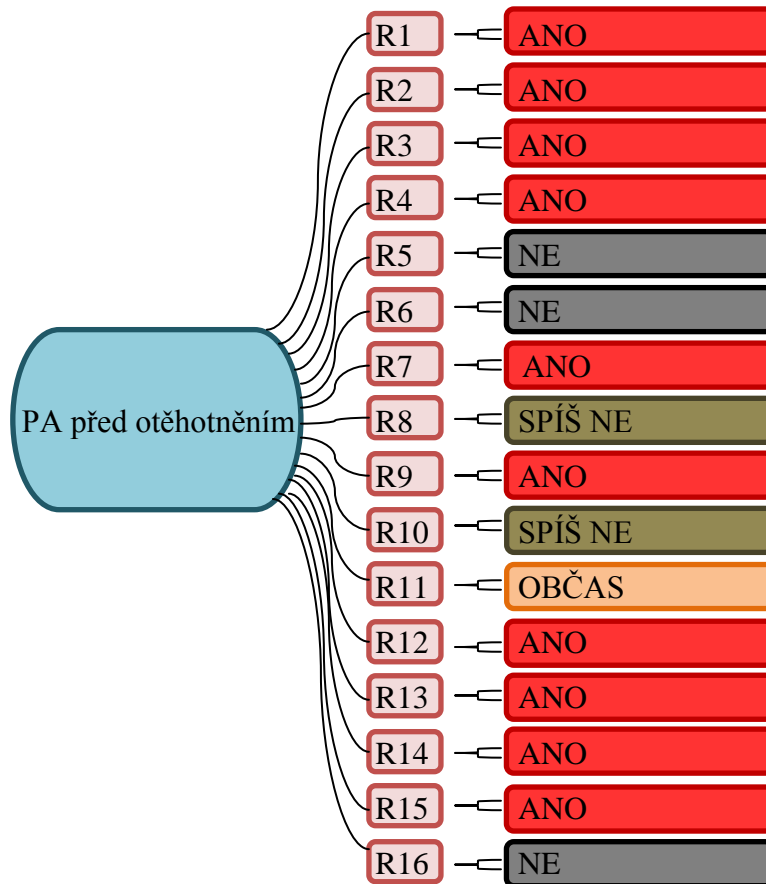 PA před otěhotněním
R1 ANO
R2 ANO
R3 ANO
R4 ANO
R5 NE
R6 NE
R7 ANO
R8 SPÍŠ NE
R9 ANO
R10 SPÍŠ NE
R11 OBČAS
R12 ANO
R13 ANO
R14 ANO
R15 ANO
R16 NE